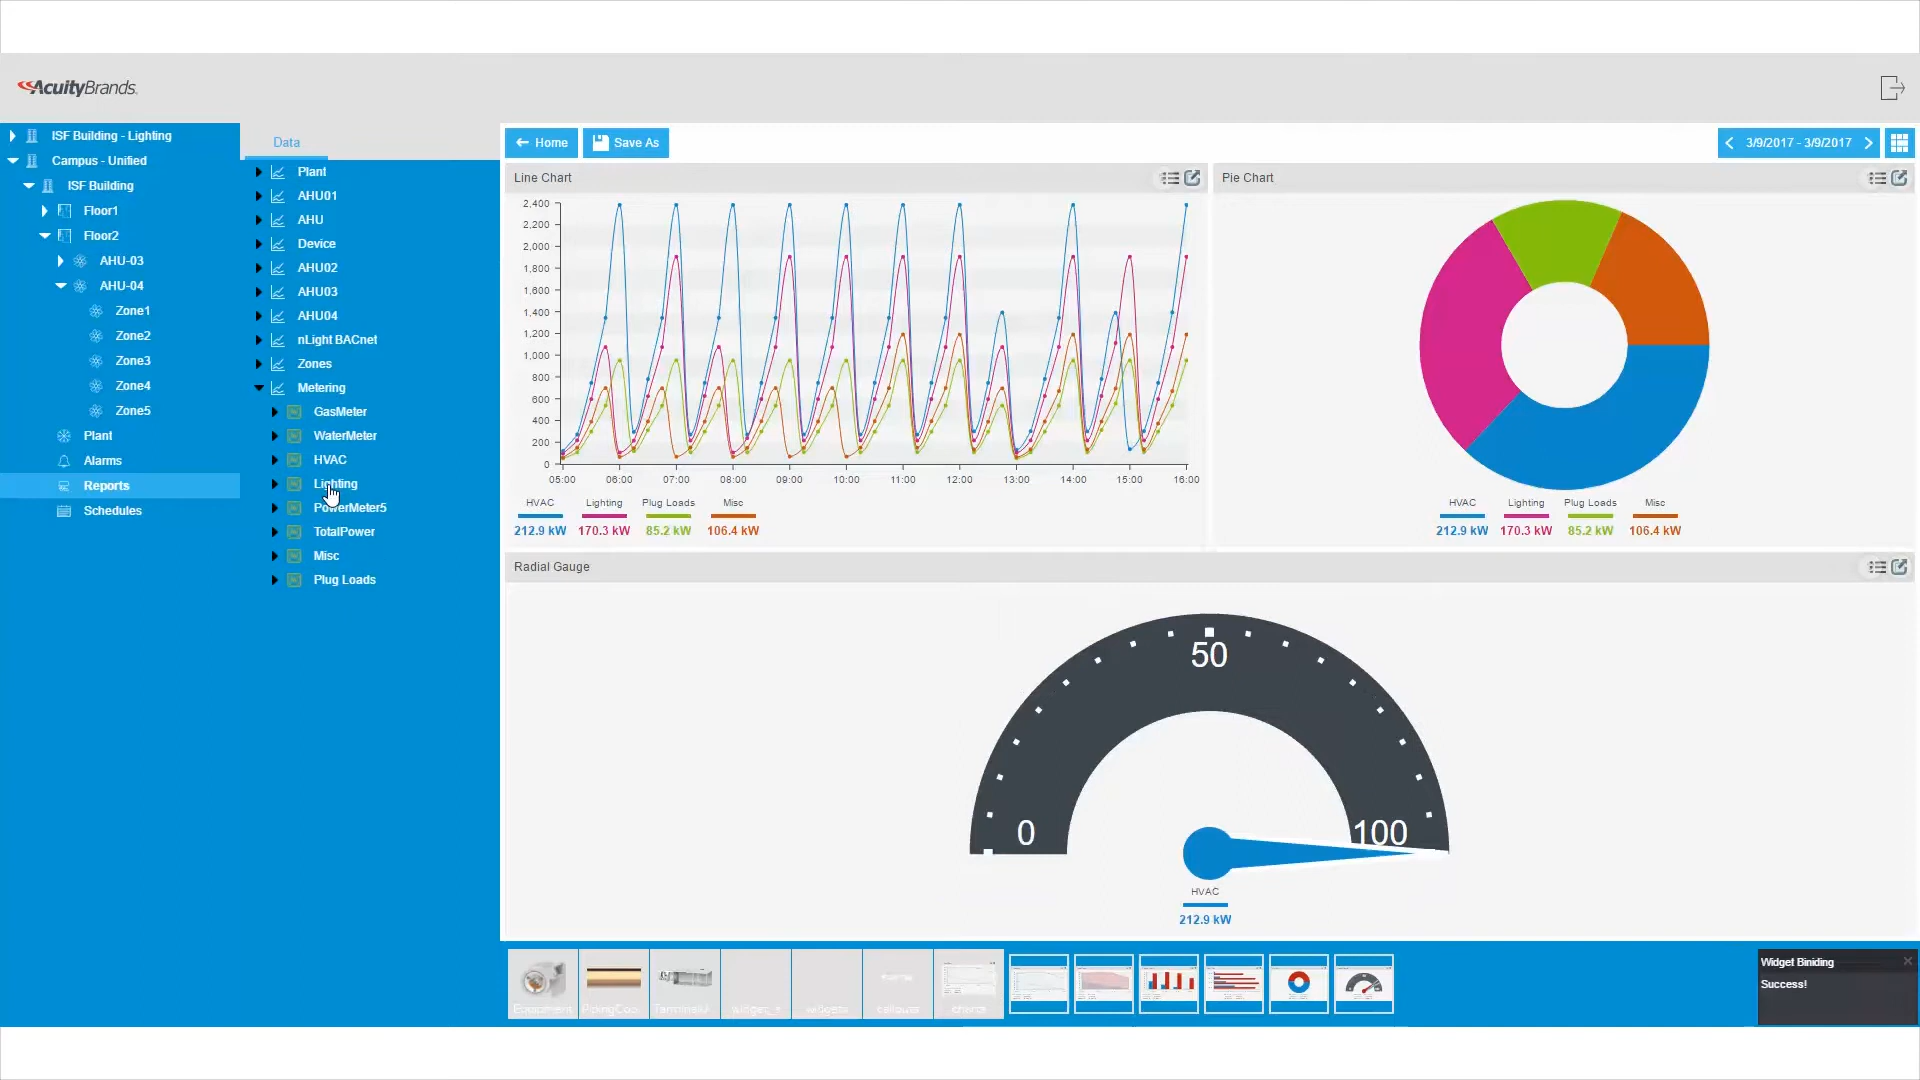 AcuityBrands.
ISF Building - Lighting
Campus - Unified
ISF Building
Floor1
Floor2
AHU-03
AHU-04
Zone1
Zone2
Zone3
Zone4
Zone5
Plant
Alarms
Reports
Schedules
Data
Plant
AHU01
AHU
Device
AHU02
AHU03
AHU04
nLight BACnet
Zones
Metering
GasMeter
WaterMeter
HVAC
Lighting
PowerMeter5
TotalPower
Misc
Plug Loads
Home
Save As
3/9/2017 - 3/9/2017
Line Chart
2,400
2,200
2,000
1,800
1,600
1,400
1,200
1,000
800
600
400
200
0
05:00 06:00 07:00 08:00 09:00 10:00 11:00 12:00 13:00 14:00 15:00 16:00
HVAC Lighting Plug Loads Misc
212.9 kW 170.3 kW 85.2 kW 106.4 kW
Pie Chart
HVAC Lighting Plug Loads Misc
212.9 kW 170.3 kW 85.2 kW 106.4 kW
Radial Gauge
50
0
100
HVAC
212.9 kW
Equipment
widgets
callouts
charts
Widget Biniding
Success!